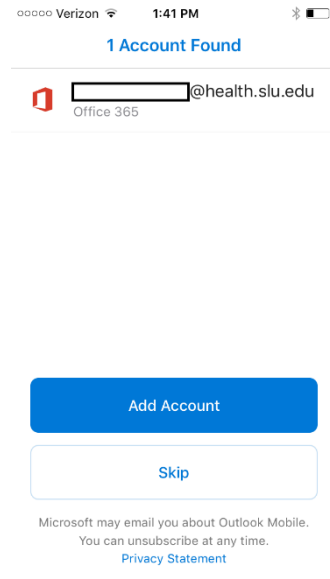 Verizon 1:41 PM
1 Account Found
@health.slu.edu
Office 365
Add Account
Skip
Microsoft may email you about Outlook Mobile.
You can unsubscribe at any time.
Privacy Statement